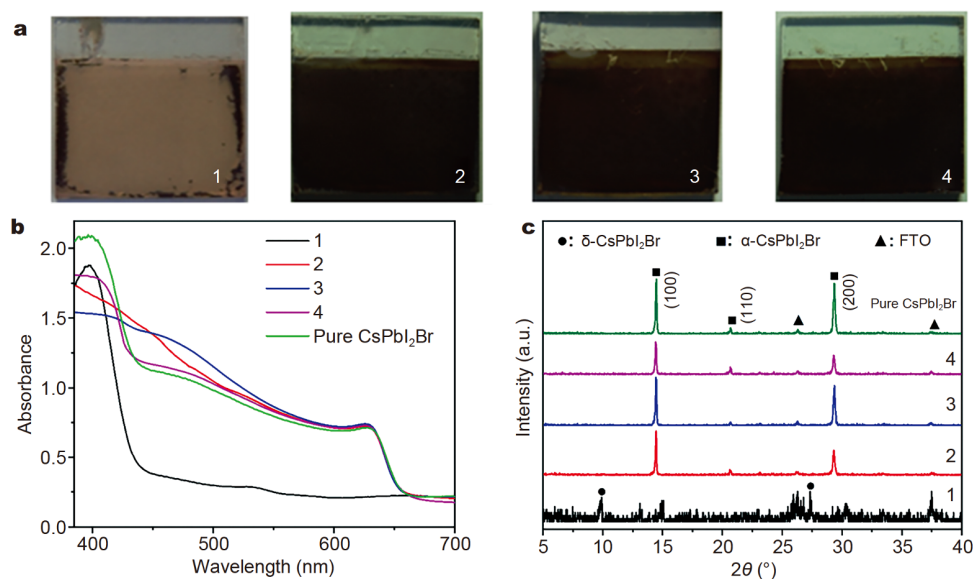 a
1
2
3
4
b
2.0
1.5
1.0
0.5
0.0
400 500 600 700
Wavelength (nm)
Absorbance
1
2
3
4
Pure CsPbI₂Br
c
●: δ-CsPbI₂Br ■: α-CsPbI₂Br ▲: FTO
(100)
(110)
(200)
Pure CsPbI₂Br
4
3
2
1
5 10 15 20 25 30 35 40
2θ (°)
Intensity (a.u.)